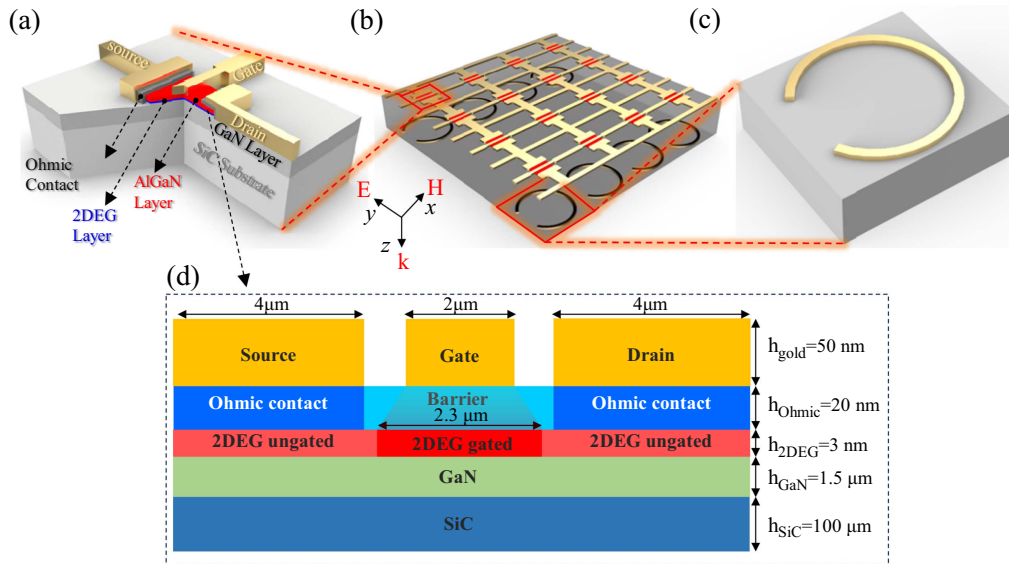 (a)
(b)
(c)
source
Gate
Drain
GaN Layer
SiC Substrate
Ohmic
Contact
AlGaN
Layer
2DEG
Layer
E
H
y
x
z
k
(d)
4μm
2μm
4μm
Source
Gate
Drain
h_gold=50 nm
Ohmic contact
Barrier
Ohmic contact
h_Ohmic=20 nm
2.3 μm
2DEG ungated
2DEG gated
2DEG ungated
h_2DEG=3 nm
GaN
h_GaN=1.5 μm
SiC
h_SiC=100 μm